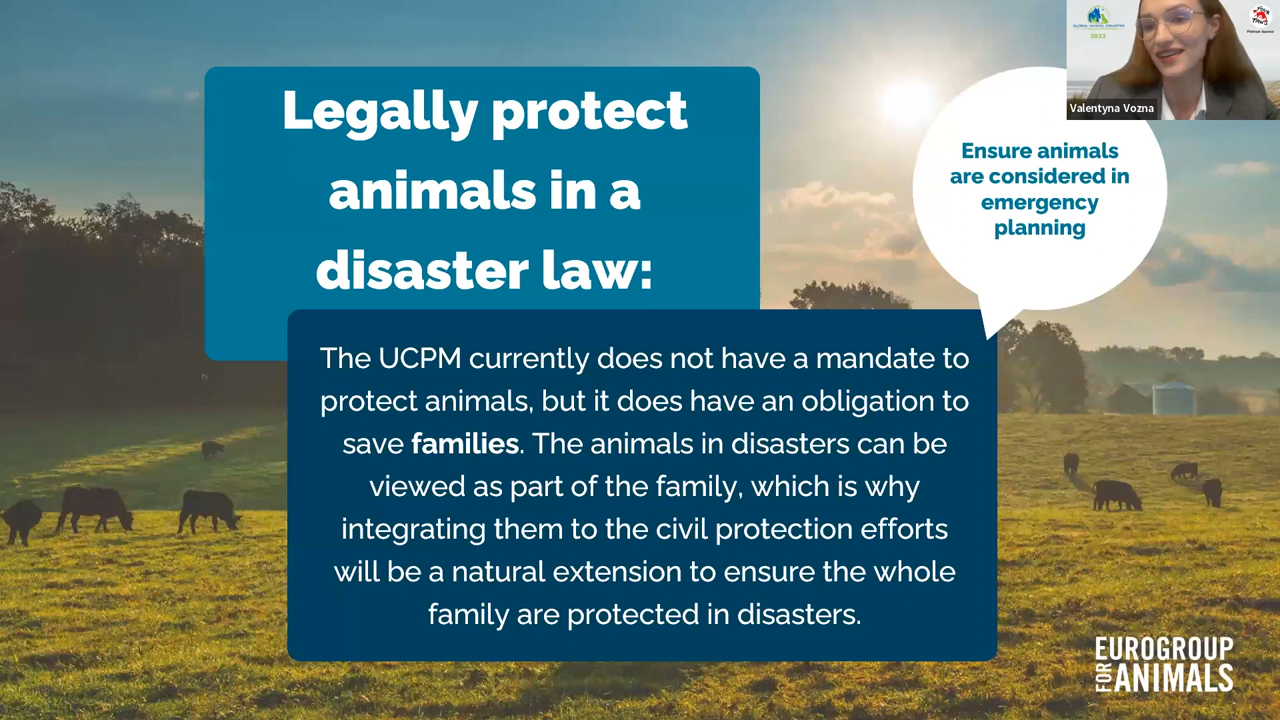 Legally protect
animals in a
disaster law:
Ensure animals
are considered in
emergency
planning
The UCPM currently does not have a mandate to
protect animals, but it does have an obligation to
save families. The animals in disasters can be
viewed as part of the family, which is why
integrating them to the civil protection efforts
will be a natural extension to ensure the whole
family are protected in disasters.
EUROGROUP
FOR ANIMALS
GLOBAL ANIMAL DISASTER
2023
Valentyna Vozna